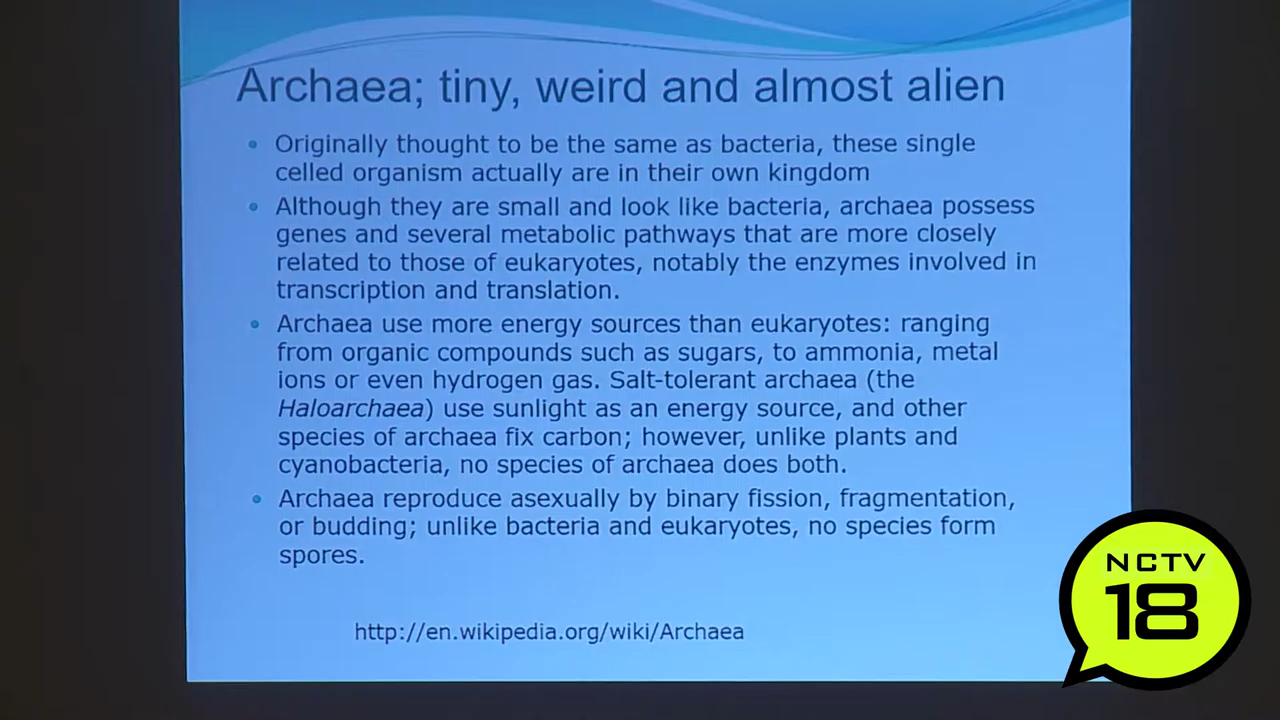 Archaea; tiny, weird and almost alien
Originally thought to be the same as bacteria, these single
celled organism actually are in their own kingdom
Although they are small and look like bacteria, archaea possess
genes and several metabolic pathways that are more closely
related to those of eukaryotes, notably the enzymes involved in
transcription and translation.
Archaea use more energy sources than eukaryotes: ranging
from organic compounds such as sugars, to ammonia, metal
ions or even hydrogen gas. Salt-tolerant archaea (the
Haloarchaea) use sunlight as an energy source, and other
species of archaea fix carbon; however, unlike plants and
cyanobacteria, no species of archaea does both.
Archaea reproduce asexually by binary fission, fragmentation,
or budding; unlike bacteria and eukaryotes, no species form
spores.
http://en.wikipedia.org/wiki/Archaea
NCTV
18